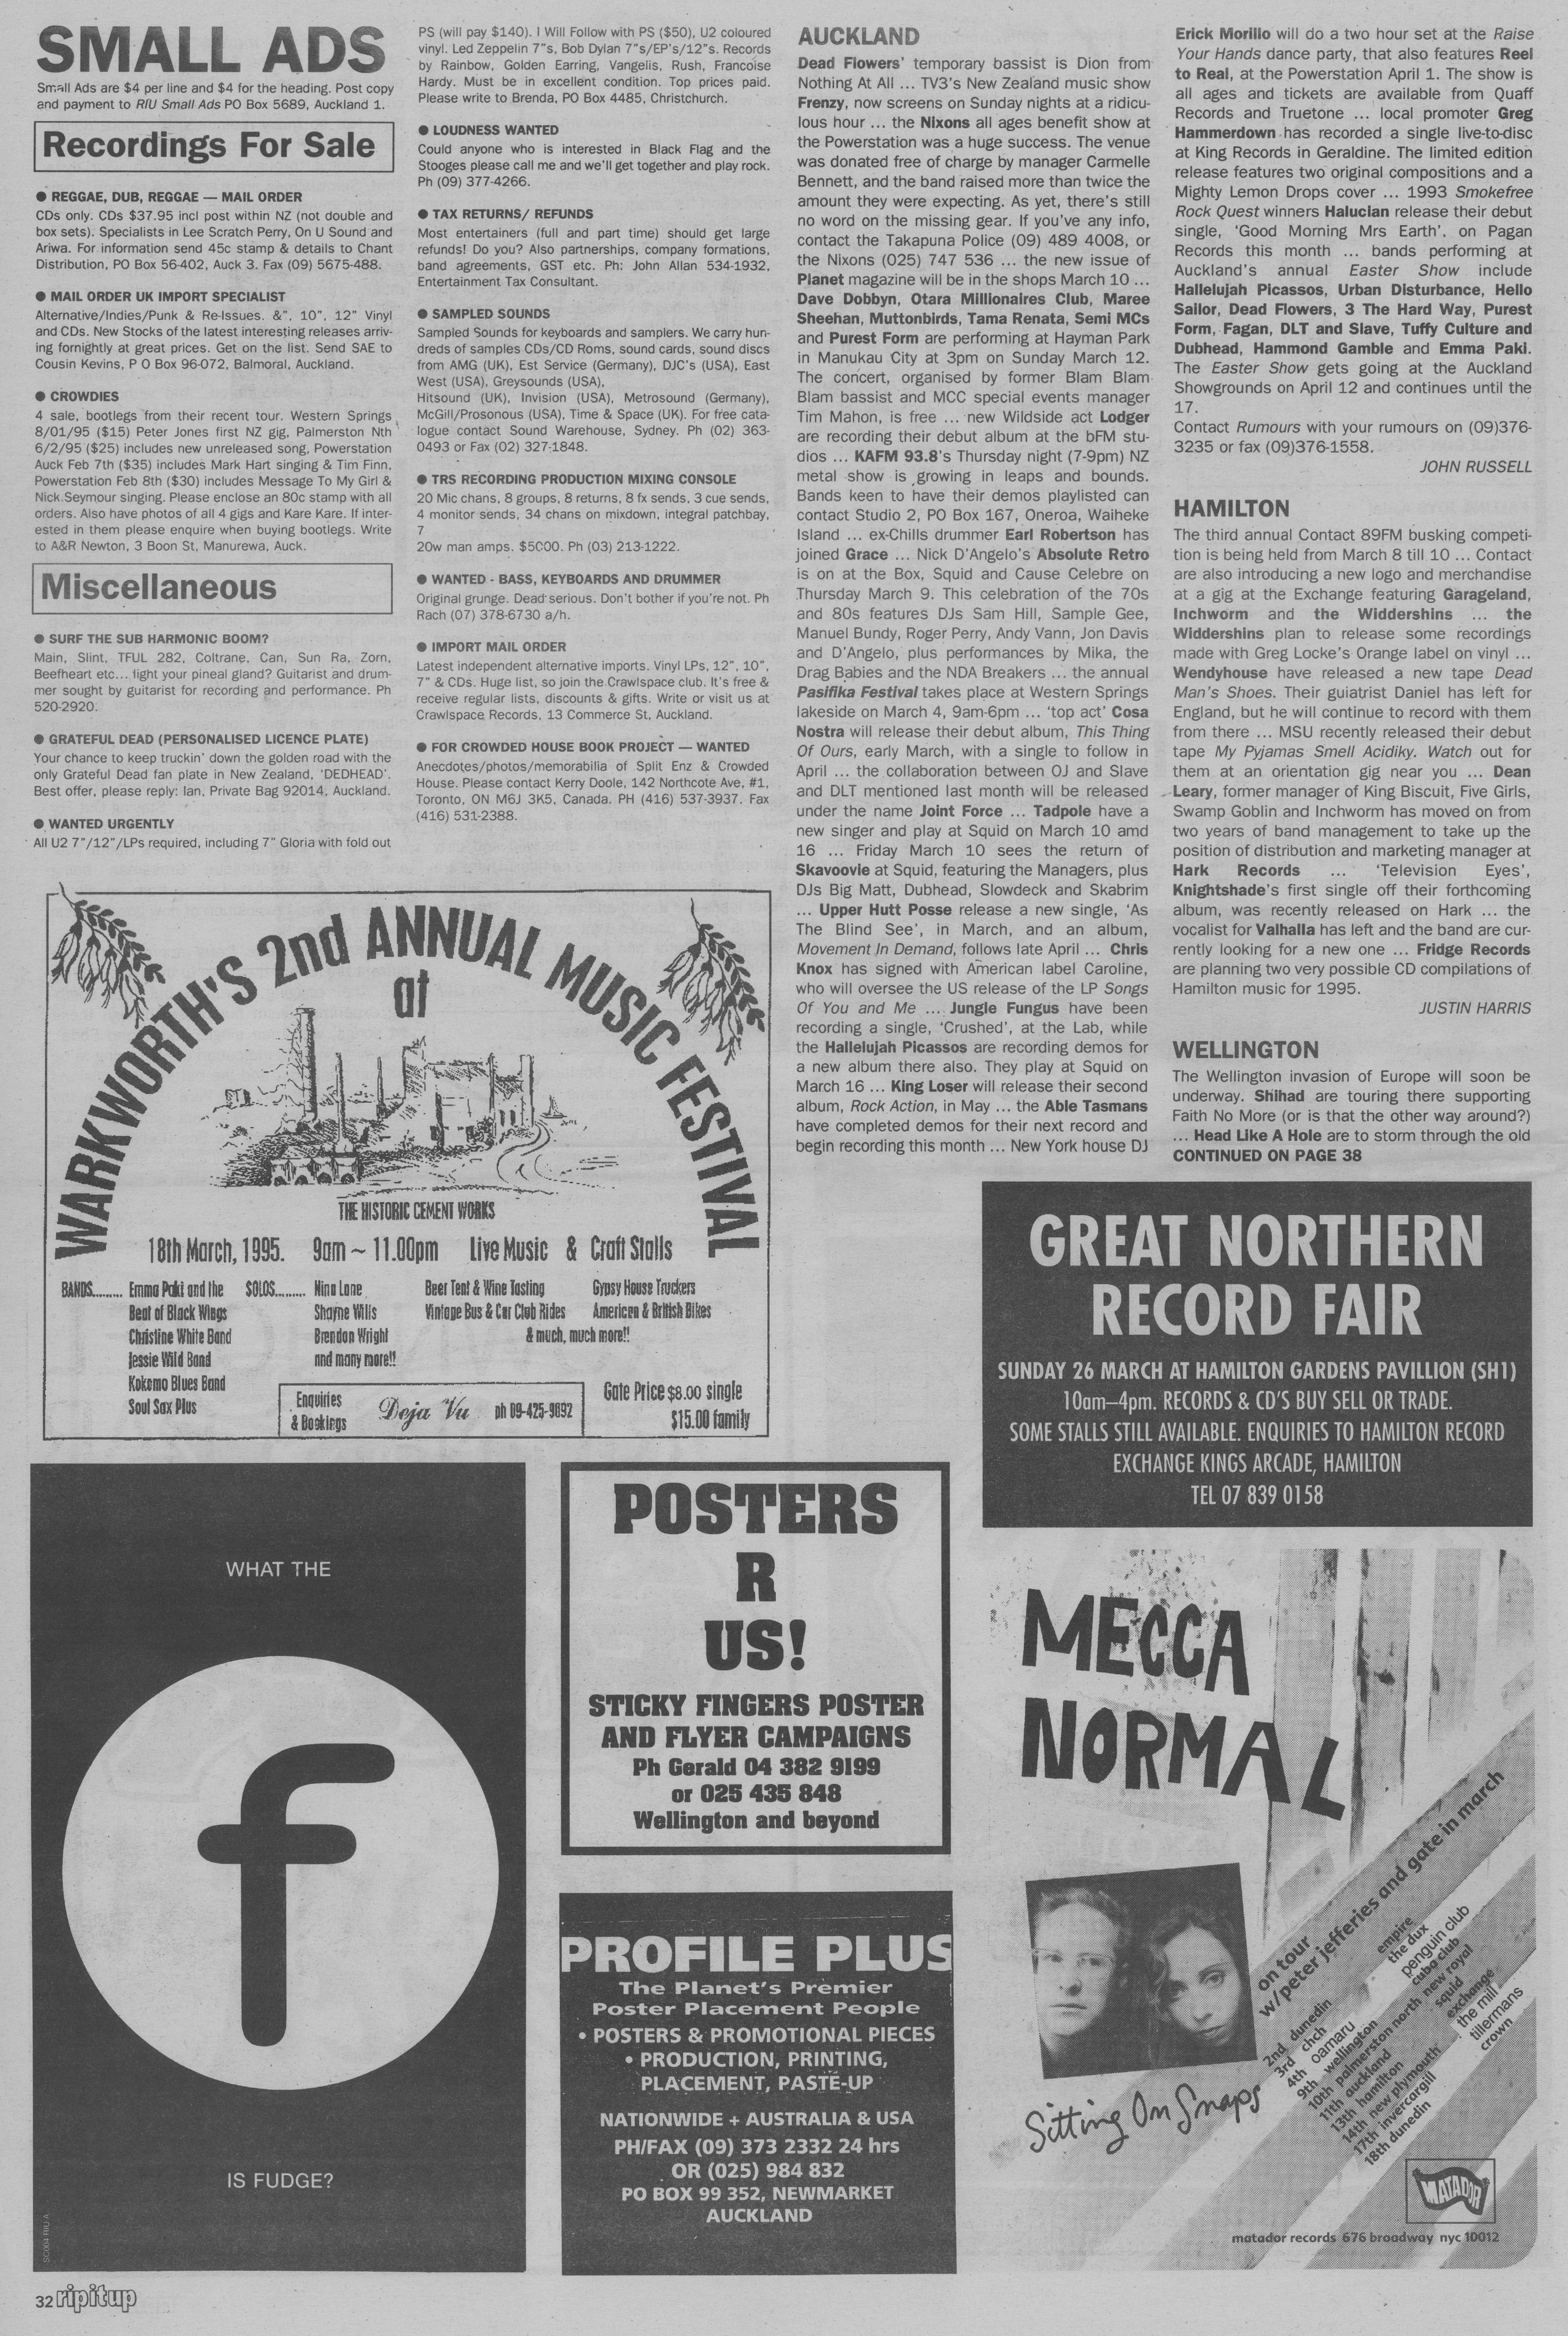 SMALL ADS
Small Ads are $4 per line and $4 for the heading. Post copy
and payment to RIU Small Ads PO Box 5689, Auckland 1.
Recordings For Sale
● REGGAE, DUB, REGGAE — MAIL ORDER
CDs only. CDs $37.95 incl post within NZ (not double and
box sets). Specialists in Lee Scratch Perry, On U Sound and
Ariwa. For information send 45c stamp & details to Chant
Distribution, PO Box 56-402, Auck 3. Fax (09) 5675-488.
● MAIL ORDER UK IMPORT SPECIALIST
Alternative/Indies/Punk & Re-Issues. &", 10", 12" Vinyl
and CDs. New Stocks of the latest interesting releases arriv-
ing fornightly at great prices. Get on the list. Send SAE to
Cousin Kevins, P O Box 96-072, Balmoral, Auckland.
● CROWDIES
4 sale, bootlegs from their recent tour. Western Springs
8/01/95 ($15) Peter Jones first NZ gig, Palmerston Nth
6/2/95 ($25) includes new unreleased song, Powerstation
Auck Feb 7th ($35) includes Mark Hart singing & Tim Finn,
Powerstation Feb 8th ($30) includes Message To My Girl &
Nick Seymour singing. Please enclose an 80c stamp with all
orders. Also have photos of all 4 gigs and Kare Kare. If inter-
ested in them please enquire when buying bootlegs. Write
to A&R Newton, 3 Boon St, Manurewa, Auck.
Miscellaneous
● SURF THE SUB HARMONIC BOOM?
Main, Slint, TFUL 282, Coltrane, Can, Sun Ra, Zorn,
Beefheart etc... light your pineal gland? Guitarist and drum-
mer sought by guitarist for recording and performance. Ph
520-2920.
● GRATEFUL DEAD (PERSONALISED LICENCE PLATE)
Your chance to keep truckin' down the golden road with the
only Grateful Dead fan plate in New Zealand, 'DEDHEAD'.
Best offer, please reply: Ian, Private Bag 92014, Auckland.
● WANTED URGENTLY
All U2 7"/12"/LPs required, including 7" Gloria with fold out
PS (will pay $140). I Will Follow with PS ($50), U2 coloured
vinyl. Led Zeppelin 7"s, Bob Dylan 7"s/EP's/12"s. Records
by Rainbow, Golden Earring, Vangelis, Rush, Francoise
Hardy. Must be in excellent condition. Top prices paid.
Please write to Brenda, PO Box 4485, Christchurch.
● LOUDNESS WANTED
Could anyone who is interested in Black Flag and the
Stooges please call me and we'll get together and play rock.
Ph (09) 377-4266.
● TAX RETURNS/ REFUNDS
Most entertainers (full and part time) should get large
refunds! Do you? Also partnerships, company formations,
band agreements, GST etc. Ph: John Allan 534-1932,
Entertainment Tax Consultant.
● SAMPLED SOUNDS
Sampled Sounds for keyboards and samplers. We carry hun-
dreds of samples CDs/CD Roms, sound cards, sound discs
from AMG (UK), Est Service (Germany), DJC's (USA), East
West (USA), Greysounds (USA),
Hitsound (UK), Invision (USA), Metrosound (Germany),
McGill/Prosonous (USA), Time & Space (UK). For free cata-
logue contact Sound Warehouse, Sydney. Ph (02) 363-
0493 or Fax (02) 327-1848.
● TRS RECORDING PRODUCTION MIXING CONSOLE
20 Mic chans, 8 groups, 8 returns, 8 fx sends, 3 cue sends,
4 monitor sends, 34 chans on mixdown, integral patchbay,
7
20w man amps. $5000. Ph (03) 213-1222.
● WANTED - BASS, KEYBOARDS AND DRUMMER
Original grunge. Dead serious. Don't bother if you're not. Ph
Rach (07) 378-6730 a/h.
● IMPORT MAIL ORDER
Latest independent alternative imports. Vinyl LPs, 12", 10",
7" & CDs. Huge list, so join the Crawlspace club. It's free &
receive regular lists, discounts & gifts. Write or visit us at
Crawlspace Records, 13 Commerce St, Auckland.
● FOR CROWDED HOUSE BOOK PROJECT — WANTED
Anecdotes/photos/memorabilia of Split Enz & Crowded
House. Please contact Kerry Doole, 142 Northcote Ave, #1,
Toronto, ON M6J 3K5, Canada. PH (416) 537-3937. Fax
(416) 531-2388.
AUCKLAND
Dead Flowers' temporary bassist is Dion from
Nothing At All ... TV3's New Zealand music show
Frenzy, now screens on Sunday nights at a ridicu-
lous hour ... the Nixons all ages benefit show at
the Powerstation was a huge success. The venue
was donated free of charge by manager Carmelle
Bennett, and the band raised more than twice the
amount they were expecting. As yet, there's still
no word on the missing gear. If you've any info,
contact the Takapuna Police (09) 489 4008, or
the Nixons (025) 747 536 ... the new issue of
Planet magazine will be in the shops March 10 ...
Dave Dobbyn, Otara Millionaires Club, Maree
Sheehan, Muttonbirds, Tama Renata, Semi MCs
and Purest Form are performing at Hayman Park
in Manukau City at 3pm on Sunday March 12.
The concert, organised by former Blam Blam
Blam bassist and MCC special events manager
Tim Mahon, is free ... new Wildside act Lodger
are recording their debut album at the bFM stu-
dios ... KAFM 93.8's Thursday night (7-9pm) NZ
metal show is growing in leaps and bounds.
Bands keen to have their demos playlisted can
contact Studio 2, PO Box 167, Oneroa, Waiheke
Island ... ex-Chills drummer Earl Robertson has
joined Grace ... Nick D'Angelo's Absolute Retro
is on at the Box, Squid and Cause Celebre on
Thursday March 9. This celebration of the 70s
and 80s features DJs Sam Hill, Sample Gee,
Manuel Bundy, Roger Perry, Andy Vann, Jon Davis
and D'Angelo, plus performances by Mika, the
Drag Babies and the NDA Breakers ... the annual
Pasifika Festival takes place at Western Springs
lakeside on March 4, 9am-6pm ... 'top act' Cosa
Nostra will release their debut album, This Thing
Of Ours, early March, with a single to follow in
April ... the collaboration between OJ and Slave
and DLT mentioned last month will be released
under the name Joint Force ... Tadpole have a
new singer and play at Squid on March 10 amd
16 ... Friday March 10 sees the return of
Skavoovie at Squid, featuring the Managers, plus
DJs Big Matt, Dubhead, Slowdeck and Skabrim
... Upper Hutt Posse release a new single, 'As
The Blind See', in March, and an album,
Movement In Demand, follows late April ... Chris
Knox has signed with American label Caroline,
who will oversee the US release of the LP Songs
Of You and Me ... Jungle Fungus have been
recording a single, 'Crushed', at the Lab, while
the Hallelujah Picassos are recording demos for
a new album there also. They play at Squid on
March 16 ... King Loser will release their second
album, Rock Action, in May ... the Able Tasmans
have completed demos for their next record and
begin recording this month ... New York house DJ
Erick Morillo will do a two hour set at the Raise
Your Hands dance party, that also features Reel
to Real, at the Powerstation April 1. The show is
all ages and tickets are available from Quaff
Records and Truetone ... local promoter Greg
Hammerdown has recorded a single live-to-disc
at King Records in Geraldine. The limited edition
release features two original compositions and a
Mighty Lemon Drops cover ... 1993 Smokefree
Rock Quest winners Halucian release their debut
single, 'Good Morning Mrs Earth', on Pagan
Records this month ... bands performing at
Auckland's annual Easter Show include
Hallelujah Picassos, Urban Disturbance, Hello
Sailor, Dead Flowers, 3 The Hard Way, Purest
Form, Fagan, DLT and Slave, Tuffy Culture and
Dubhead, Hammond Gamble and Emma Paki.
The Easter Show gets going at the Auckland
Showgrounds on April 12 and continues until the
17.
Contact Rumours with your rumours on (09)376-
3235 or fax (09)376-1558.
JOHN RUSSELL
HAMILTON
The third annual Contact 89FM busking competi-
tion is being held from March 8 till 10 ... Contact
are also introducing a new logo and merchandise
at a gig at the Exchange featuring Garageland,
Inchworm and the Widdershins ... the
Widdershins plan to release some recordings
made with Greg Locke's Orange label on vinyl ...
Wendyhouse have released a new tape Dead
Man's Shoes. Their guiatrist Daniel has left for
England, but he will continue to record with them
from there ... MSU recently released their debut
tape My Pyjamas Smell Acidiky. Watch out for
them at an orientation gig near you ... Dean
Leary, former manager of King Biscuit, Five Girls,
Swamp Goblin and Inchworm has moved on from
two years of band management to take up the
position of distribution and marketing manager at
Hark Records ... 'Television Eyes',
Knightshade's first single off their forthcoming
album, was recently released on Hark ... the
vocalist for Valhalla has left and the band are cur-
rently looking for a new one ... Fridge Records
are planning two very possible CD compilations of
Hamilton music for 1995.
JUSTIN HARRIS
WELLINGTON
The Wellington invasion of Europe will soon be
underway. Shihad are touring there supporting
Faith No More (or is that the other way around?)
... Head Like A Hole are to storm through the old
CONTINUED ON PAGE 38
WARKWORTH'S 2nd ANNUAL MUSIC FESTIVAL
at
THE HISTORIC CEMENT WORKS
18th March, 1995. 9am ~ 11.00pm Live Music & Craft Stalls
BANDS......... Emma Paki and the
Beat of Black Wings
Christine White Band
Jessie Wild Band
Kokomo Blues Band
Soul Sax Plus
SOLOS......... Nina Lane
Shayne Wills
Brendon Wright
and many more!!
Beer Tent & Wine Tasting
Vintage Bus & Car Club Rides
Gypsy House Truckers
American & British Bikes
& much, much more!!
Enquiries
& Bookings
Deja Vu
ph 09-425-9892
Gate Price $8.00 single
$15.00 family
GREAT NORTHERN
RECORD FAIR
SUNDAY 26 MARCH AT HAMILTON GARDENS PAVILLION (SH1)
10am–4pm. RECORDS & CD'S BUY SELL OR TRADE.
SOME STALLS STILL AVAILABLE. ENQUIRIES TO HAMILTON RECORD
EXCHANGE KINGS ARCADE, HAMILTON
TEL 07 839 0158
WHAT THE
f
IS FUDGE?
SC004 RIU A
POSTERS
R
US!
STICKY FINGERS POSTER
AND FLYER CAMPAIGNS
Ph Gerald 04 382 9199
or 025 435 848
Wellington and beyond
PROFILE PLUS
The Planet's Premier
Poster Placement People
• POSTERS & PROMOTIONAL PIECES
• PRODUCTION, PRINTING,
PLACEMENT, PASTE-UP
NATIONWIDE + AUSTRALIA & USA
PH/FAX (09) 373 2332 24 hrs
OR (025) 984 832
PO BOX 99 352, NEWMARKET
AUCKLAND
MECCA
NORMAL
on tour
w/peter jefferies and gate in march
2nd dunedin empire
3rd chch the dux
4th oamaru penguin club
9th wellington cuba club
10th palmerston north new royal
11th auckland squid
13th hamilton exchange
14th new plymouth the mill
17th invercargill tillermans
18th dunedin crown
Sitting On Snaps
MATADOR
matador records 676 broadway nyc 10012
32 ripitup